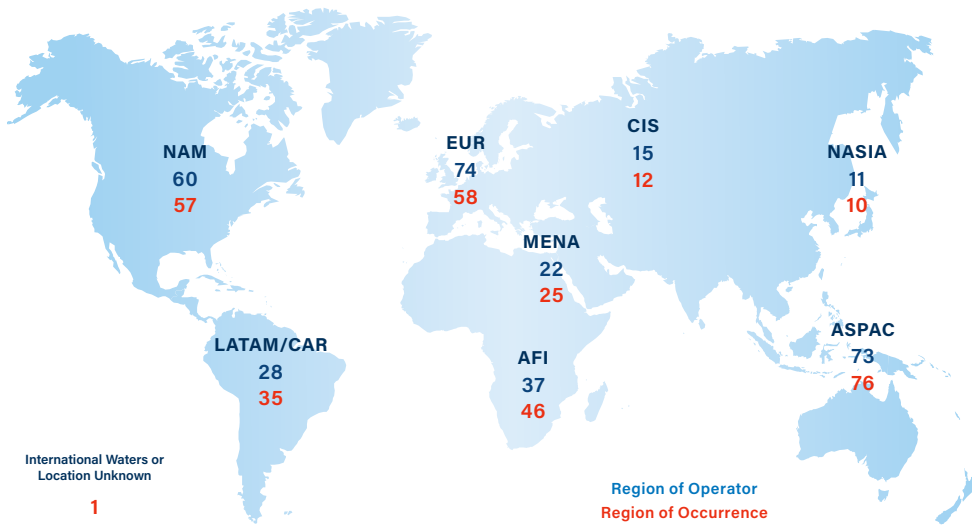 NAM
60
57
EUR
74
58
CIS
15
12
NASIA
11
10
MENA
22
25
LATAM/CAR
28
35
AFI
37
46
ASPAC
73
76
International Waters or
Location Unknown
1
Region of Operator
Region of Occurrence